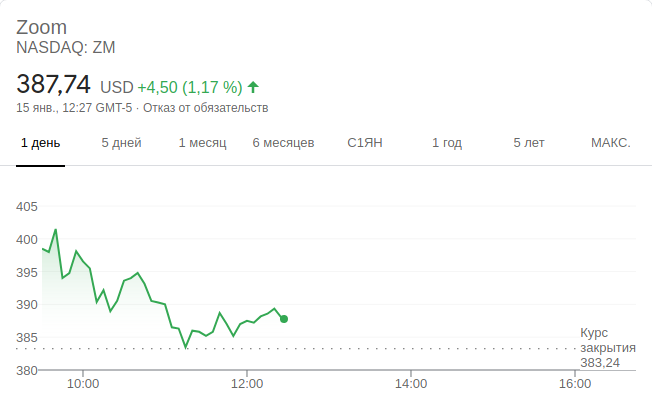 Zoom
NASDAQ: ZM
387,74 USD +4,50 (1,17 %)
15 янв., 12:27 GMT-5 · Отказ от обязательств
1 день 5 дней 1 месяц 6 месяцев С1ЯН 1 год 5 лет МАКС.
405
400
395
390
385
380
Курс
закрытия
383,24
10:00 12:00 14:00 16:00